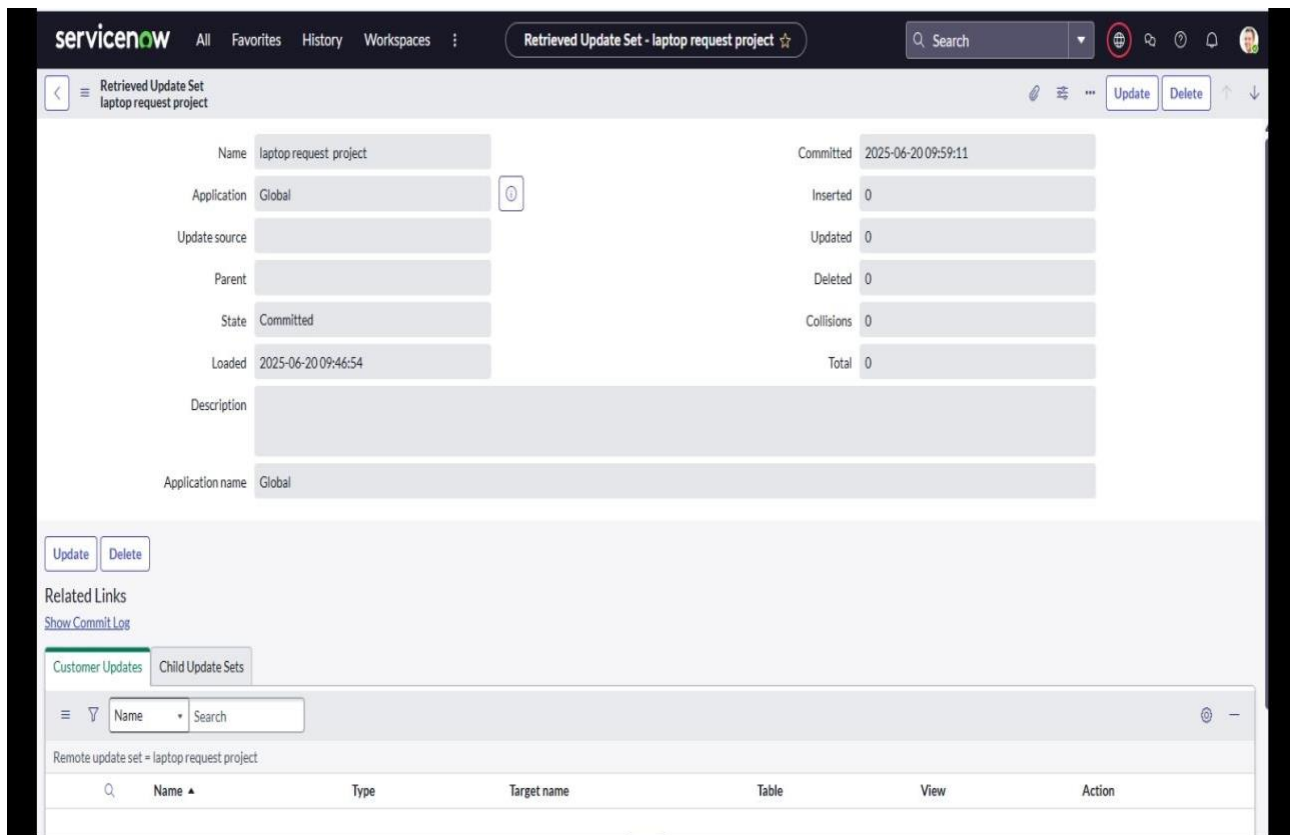 servicenow All Favorites History Workspaces Retrieved Update Set - laptop request project Search
Retrieved Update Set
laptop request project
Update Delete
Name laptop request project Committed 2025-06-20 09:59:11
Application Global Inserted 0
Update source Updated 0
Parent Deleted 0
State Committed Collisions 0
Loaded 2025-06-20 09:46:54 Total 0
Description
Application name Global
Update Delete
Related Links
Show Commit Log
Customer Updates Child Update Sets
Name Search
Remote update set = laptop request project
Name Type Target name Table View Action